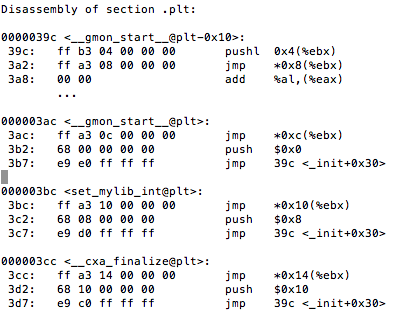 Disassembly of section .plt:
0000039c <__gmon_start__@plt-0x10>:
39c: ff b3 04 00 00 00 pushl 0x4(%ebx)
3a2: ff a3 08 00 00 00 jmp *0x8(%ebx)
3a8: 00 00 add %al,(%eax)
...
000003ac <__gmon_start__@plt>:
3ac: ff a3 0c 00 00 00 jmp *0xc(%ebx)
3b2: 68 00 00 00 00 push $0x0
3b7: e9 e0 ff ff ff jmp 39c <_init+0x30>
000003bc <set_mylib_int@plt>:
3bc: ff a3 10 00 00 00 jmp *0x10(%ebx)
3c2: 68 08 00 00 00 push $0x8
3c7: e9 d0 ff ff ff jmp 39c <_init+0x30>
000003cc <__cxa_finalize@plt>:
3cc: ff a3 14 00 00 00 jmp *0x14(%ebx)
3d2: 68 10 00 00 00 push $0x10
3d7: e9 c0 ff ff ff jmp 39c <_init+0x30>